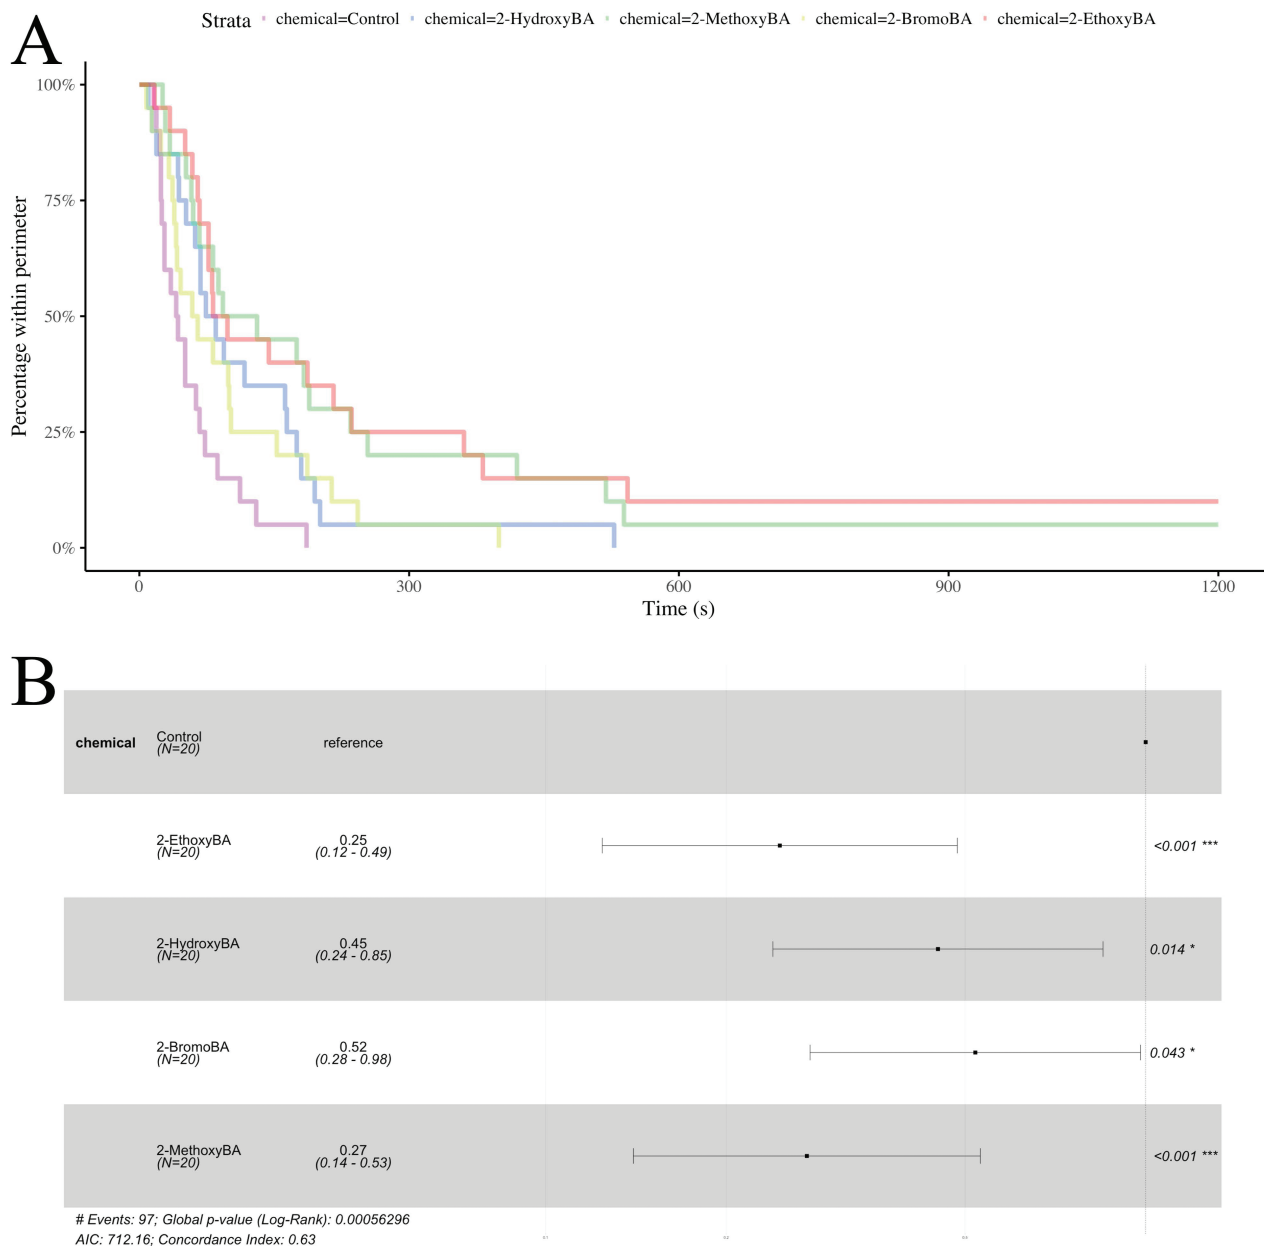 A
Strata chemical=Control chemical=2-HydroxyBA chemical=2-MethoxyBA chemical=2-BromoBA chemical=2-EthoxyBA
100%
75%
50%
25%
0%
Percentage within perimeter
0 300 600 900 1200
Time (s)
B
chemical Control reference
(N=20)
2-EthoxyBA 0.25
(N=20) (0.12 - 0.49) <0.001 ***
2-HydroxyBA 0.45
(N=20) (0.24 - 0.85) 0.014 *
2-BromoBA 0.52
(N=20) (0.28 - 0.98) 0.043 *
2-MethoxyBA 0.27
(N=20) (0.14 - 0.53) <0.001 ***
# Events: 97; Global p-value (Log-Rank): 0.00056296
AIC: 712.16; Concordance Index: 0.63